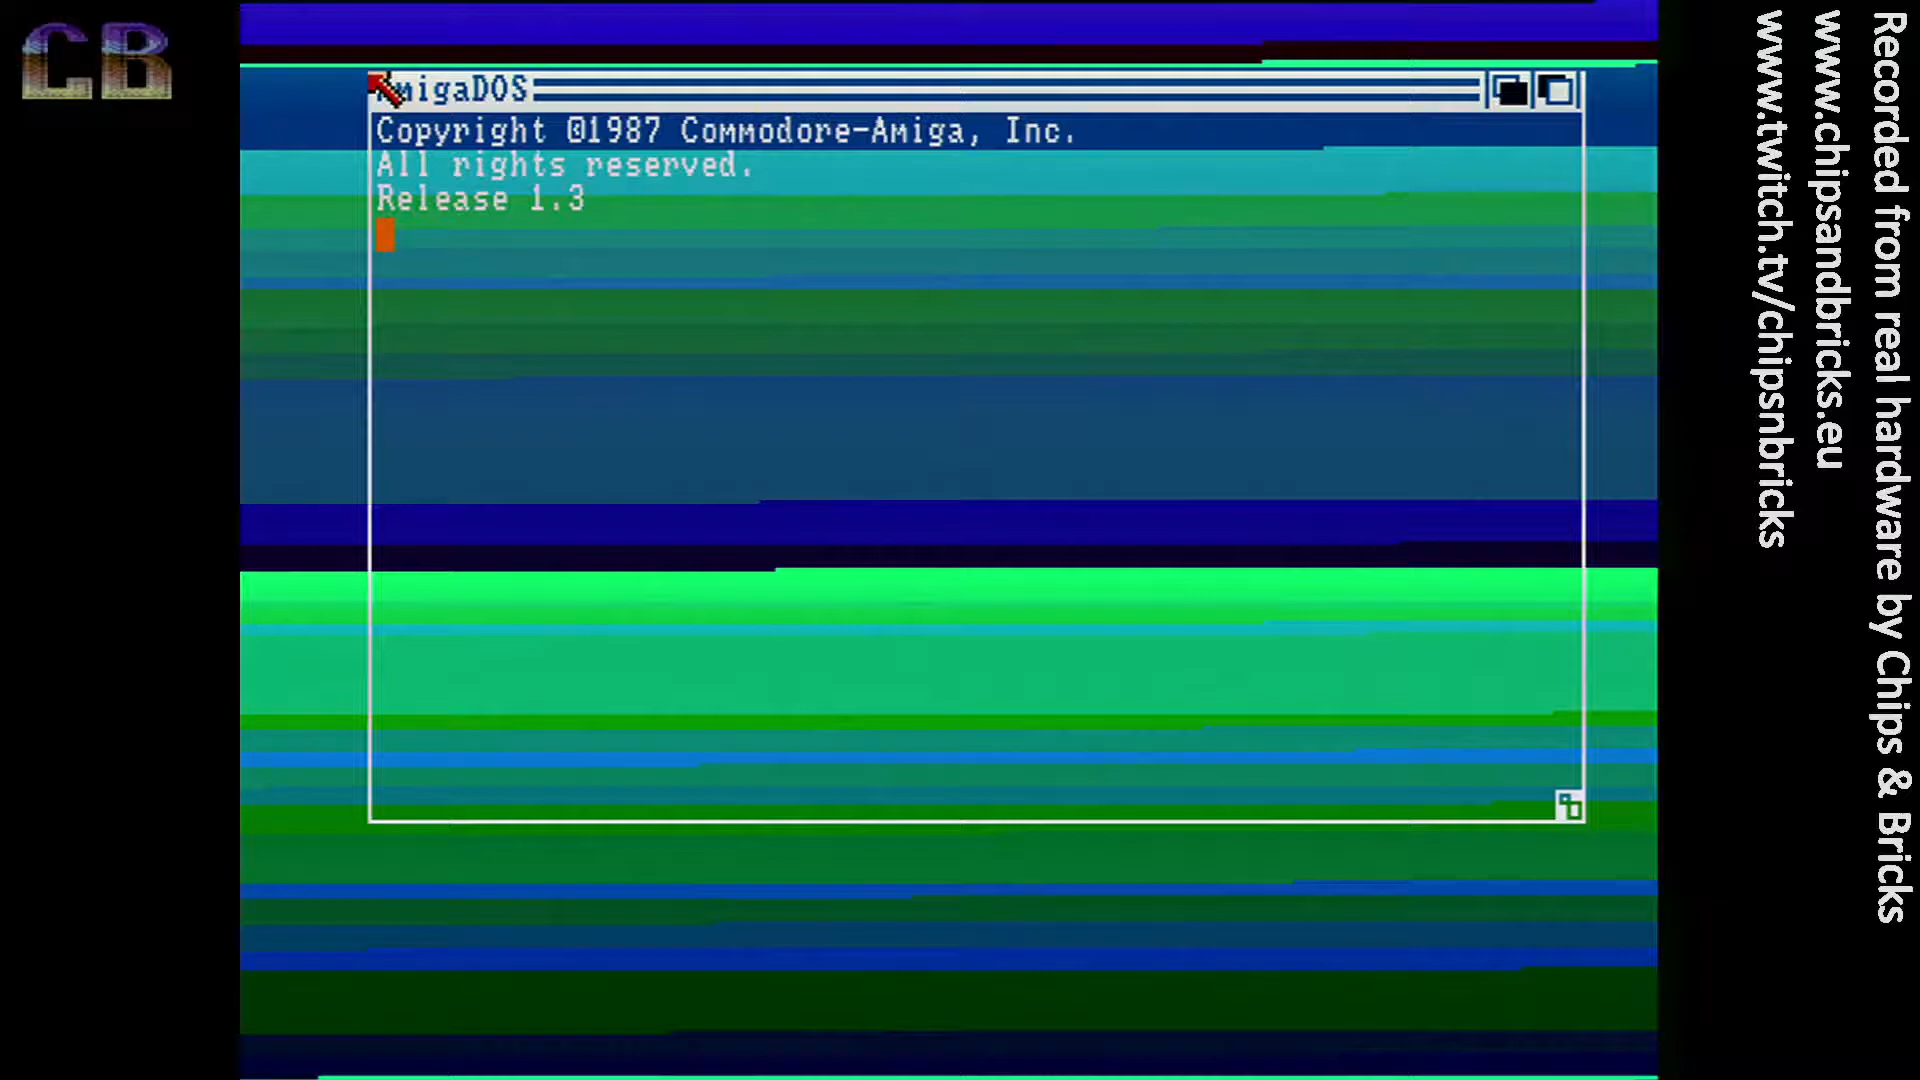 CB
AmigaDOS
Copyright ©1987 Commodore-Amiga, Inc.
All rights reserved.
Release 1.3
Recorded from real hardware by Chips & Bricks
www.chipsandbricks.eu
www.twitch.tv/chipsnbricks